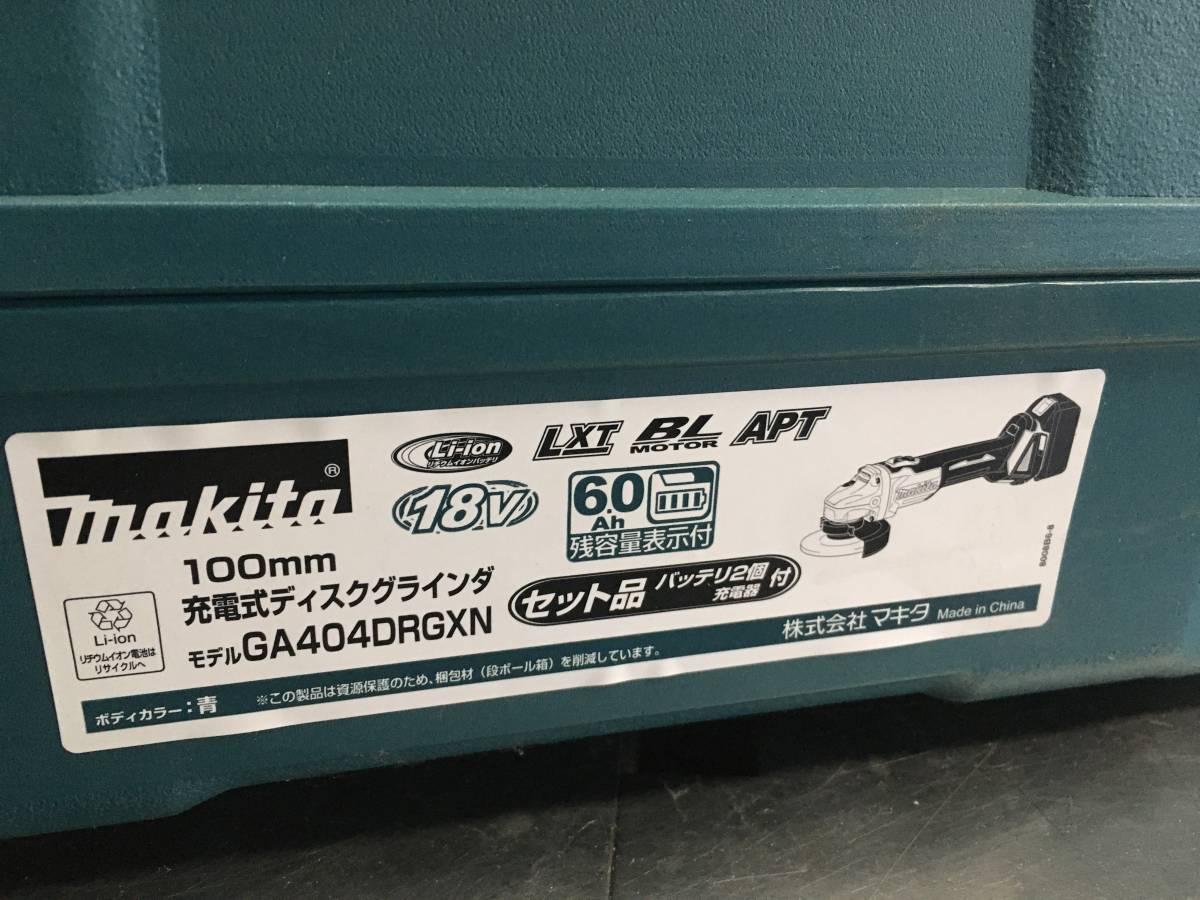 makita®
Li-ion
リチウムイオンバッテリ
LXT
BL
MOTOR
APT
18V
6.0
Ah
残容量表示付
makita
100mm
充電式ディスクグラインダ
モデルGA404DRGXN
セット品
バッテリ2個
充電器
付
Li-ion
リチウムイオン電池は
リサイクルへ
株式会社マキタ Made in China
8008B6-8
ボディカラー:青
※この製品は資源保護のため、梱包材(段ボール箱)を削減しています。